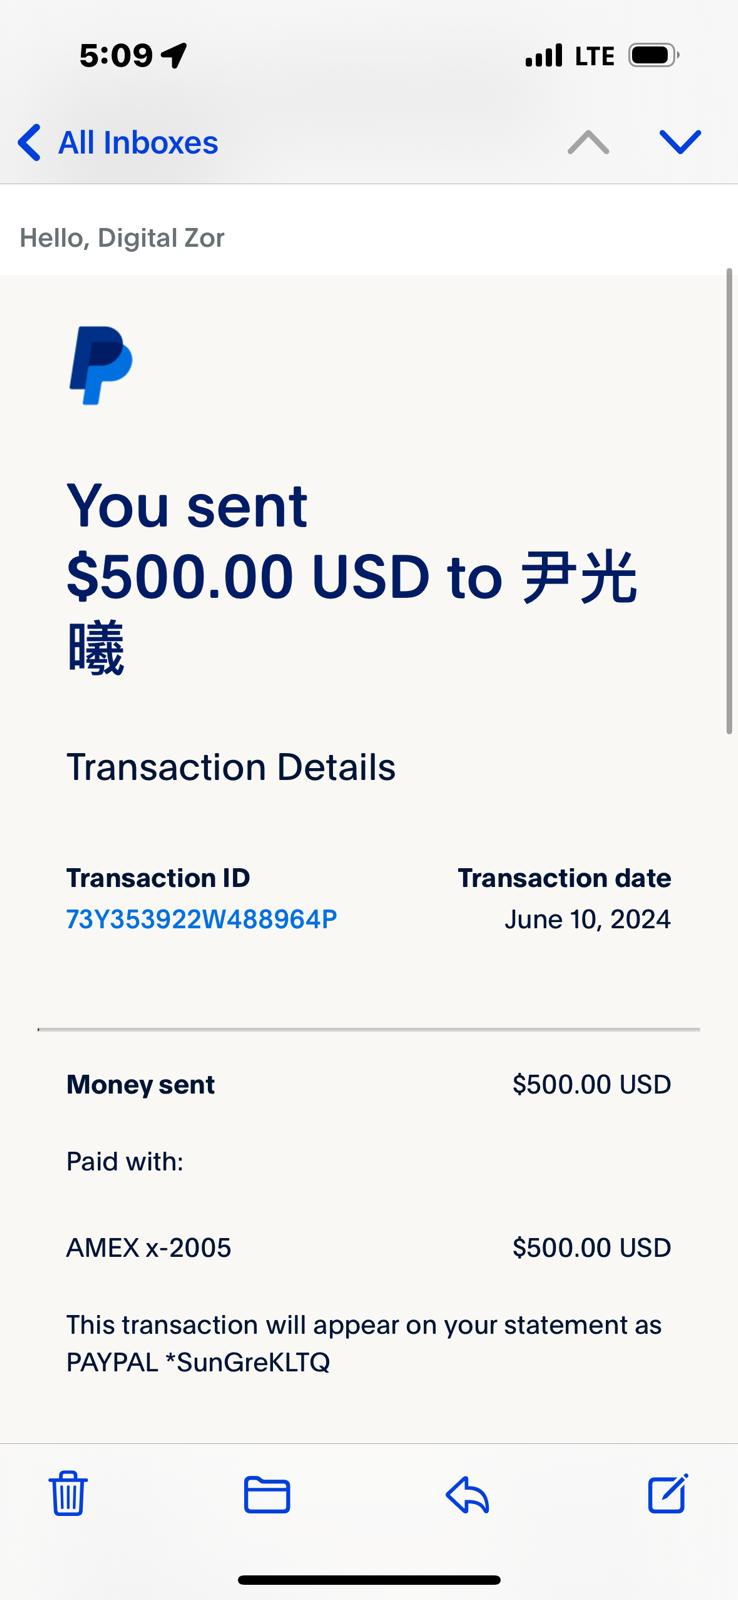 5:09
LTE
All Inboxes
Hello, Digital Zor
You sent
$500.00 USD to 尹光
曦
Transaction Details
Transaction ID
Transaction date
73Y353922W488964P
June 10, 2024
Money sent
$500.00 USD
Paid with:
AMEX x-2005
$500.00 USD
This transaction will appear on your statement as
PAYPAL *SunGreKLTQ